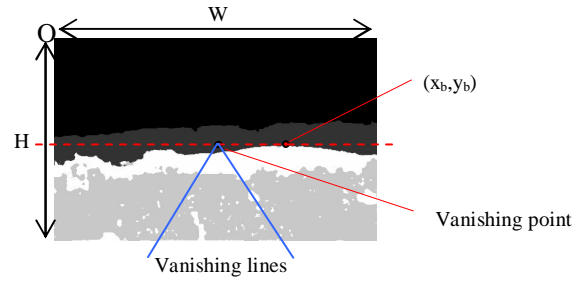 W
O
(x_b,y_b)
H
Vanishing point
Vanishing lines